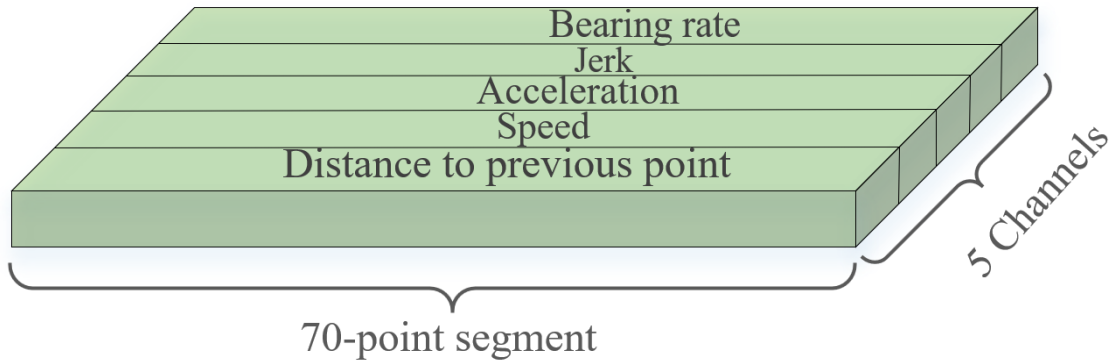 Bearing rate
Jerk
Acceleration
Speed
Distance to previous point
5 Channels
70-point segment